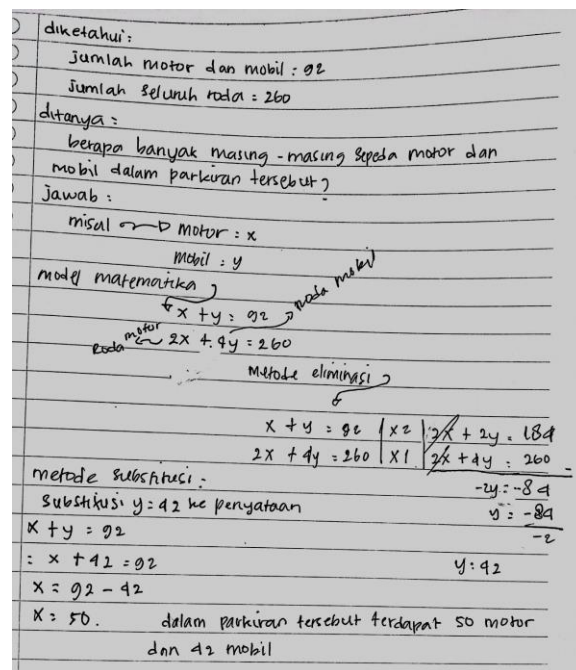 diketahui:
jumlah motor dan mobil : 92
jumlah seluruh roda = 260
ditanya :
berapa banyak masing - masing sepeda motor dan
mobil dalam parkiran tersebut?
jawab :
misal → motor : x
mobil : y
model matematika
x + y = 92 roda mobil
Roda motor 2x + 4y = 260
metode eliminasi
x + y = 92 | x2 | 2x + 2y = 184
2x + 4y = 260 | x1 | 2x + 4y = 260 -
-2y = -84
y = -84
-2
y : 42
metode substitusi :
substitusi y = 42 ke penyataan
x + y = 92
: x + 42 = 92
x = 92 - 42
x = 50. dalam parkiran tersebut terdapat 50 motor
dan 42 mobil